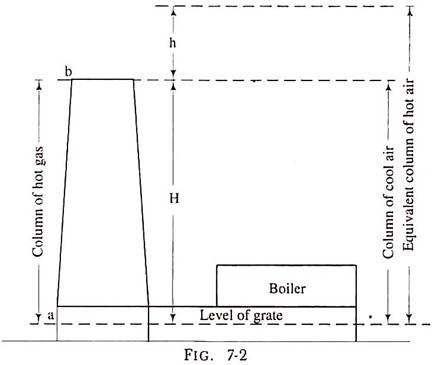 h
b
H
Column of hot gas
Column of cool air
Equivalent column of hot air
Boiler
a
Level of grate
FIG. 7-2